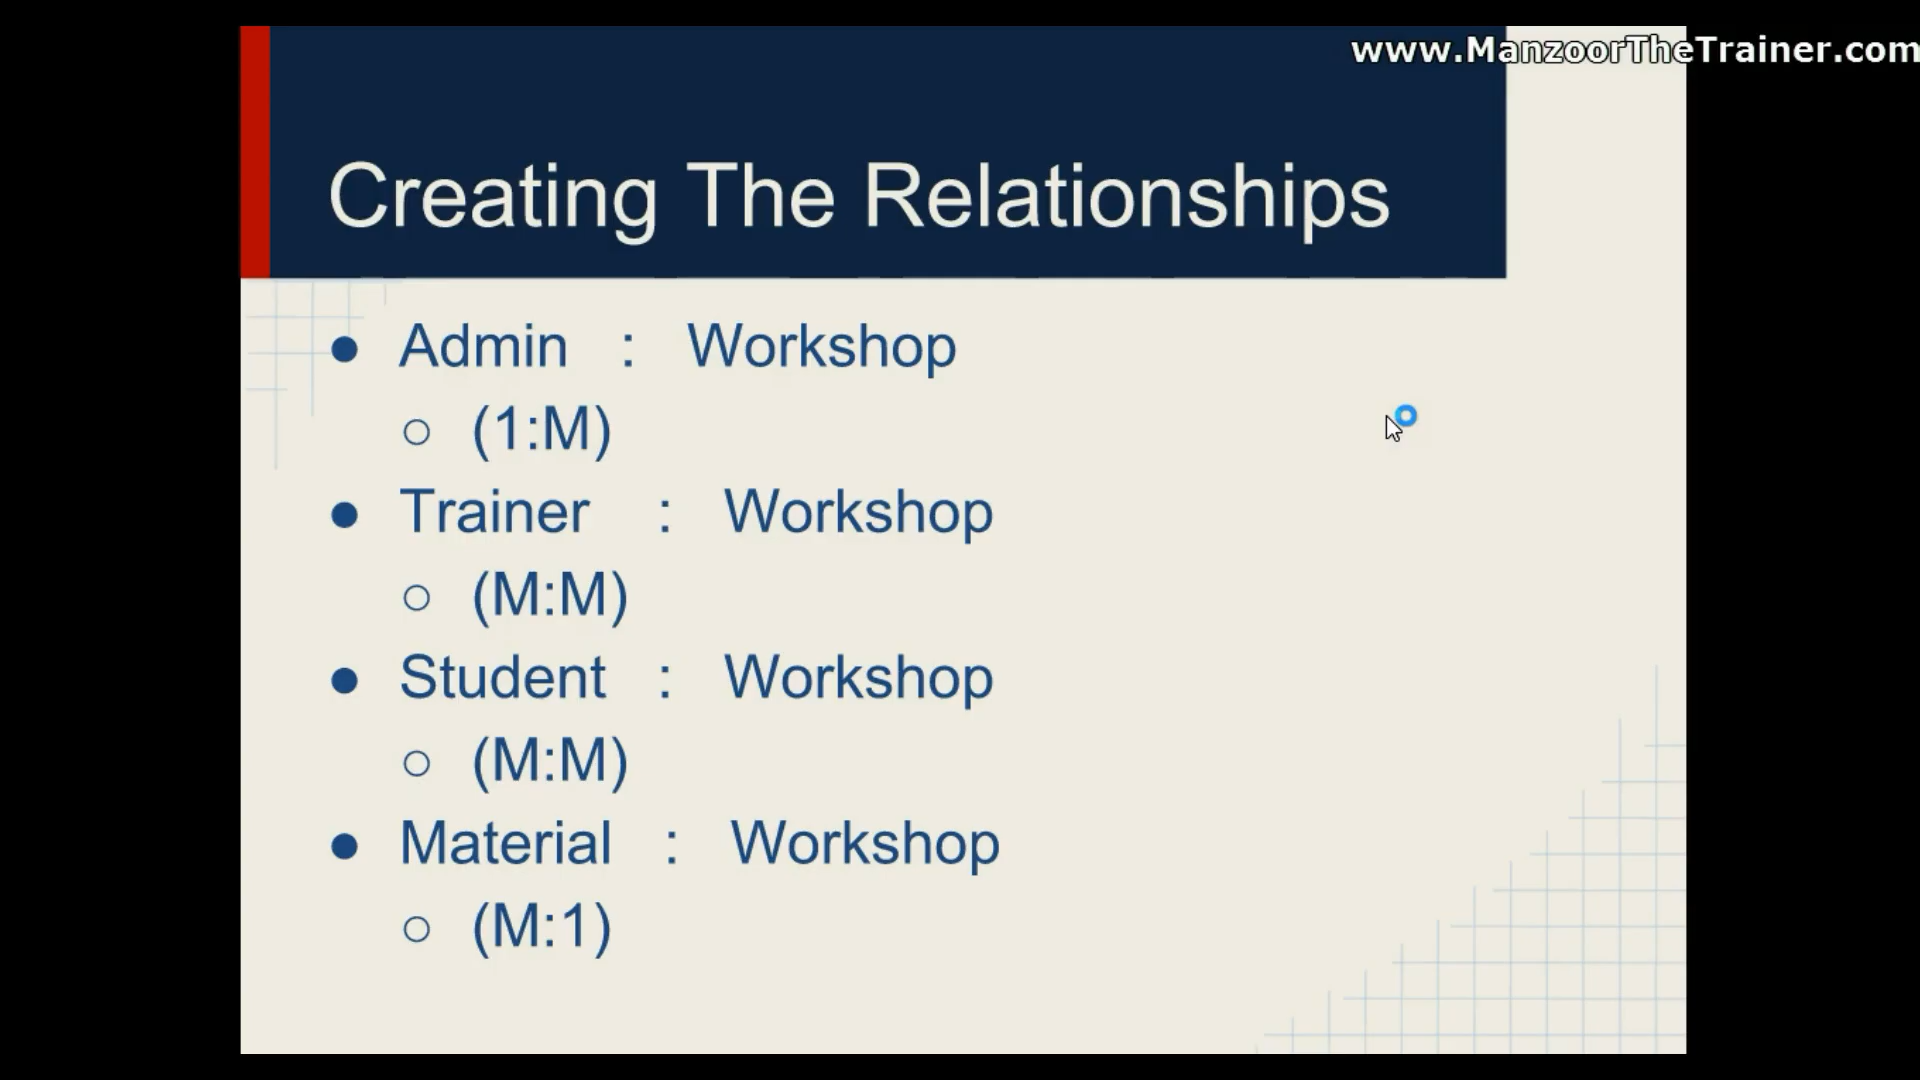 www.ManzoorTheTrainer.com
Creating The Relationships
● Admin : Workshop
○ (1:M)
● Trainer : Workshop
○ (M:M)
● Student : Workshop
○ (M:M)
● Material : Workshop
○ (M:1)